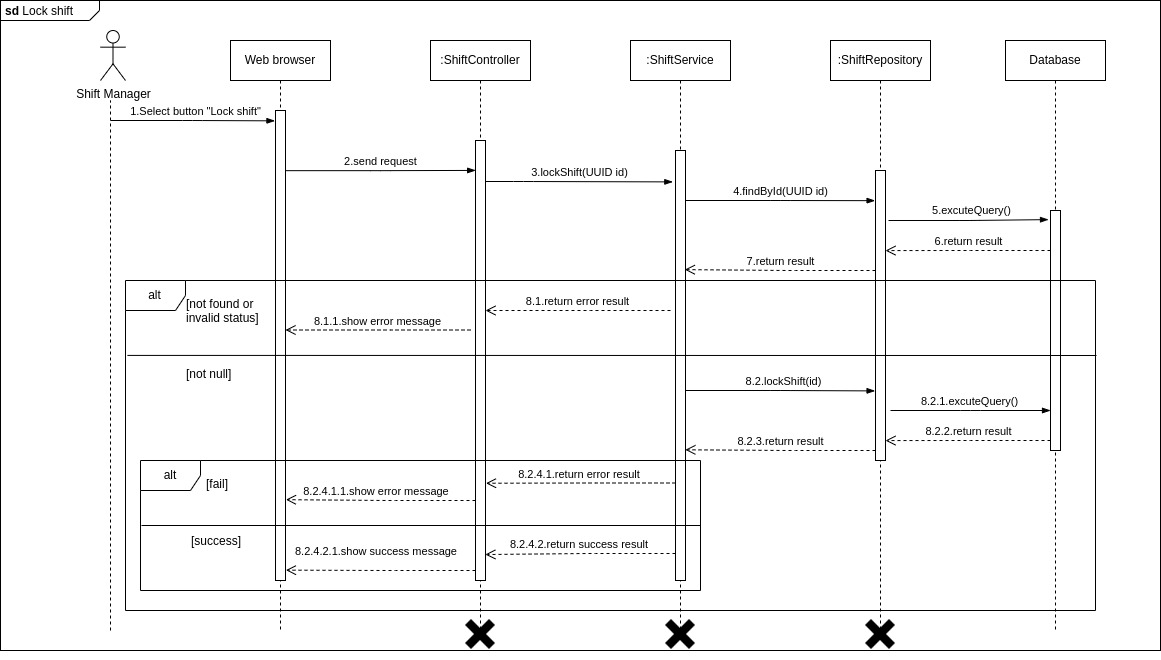 sd Lock shift
Shift Manager
Web browser
:ShiftController
:ShiftService
:ShiftRepository
Database
1.Select button "Lock shift"
2.send request
3.lockShift(UUID id)
4.findById(UUID id)
5.excuteQuery()
6.return result
7.return result
alt
[not found or
invalid status]
8.1.return error result
8.1.1.show error message
[not null]
8.2.lockShift(id)
8.2.1.excuteQuery()
8.2.2.return result
8.2.3.return result
alt
[fail]
8.2.4.1.return error result
8.2.4.1.1.show error message
[success]
8.2.4.2.return success result
8.2.4.2.1.show success message